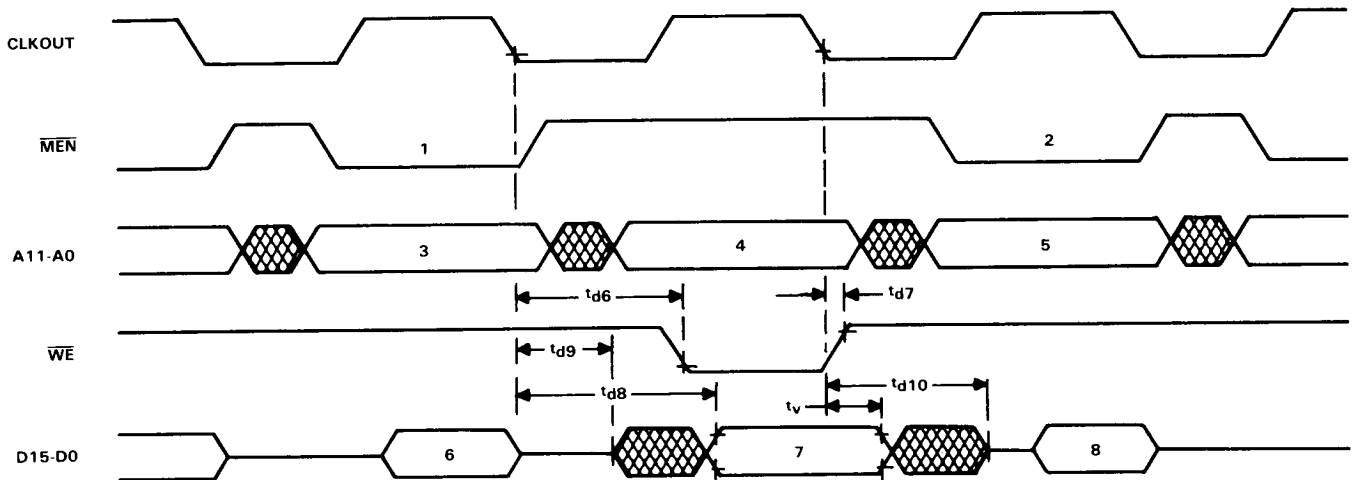 CLKOUT
MEN
1
2
A11-A0
3
4
5
td6
td7
WE
td9
td8
td10
tv
D15-D0
6
7
8